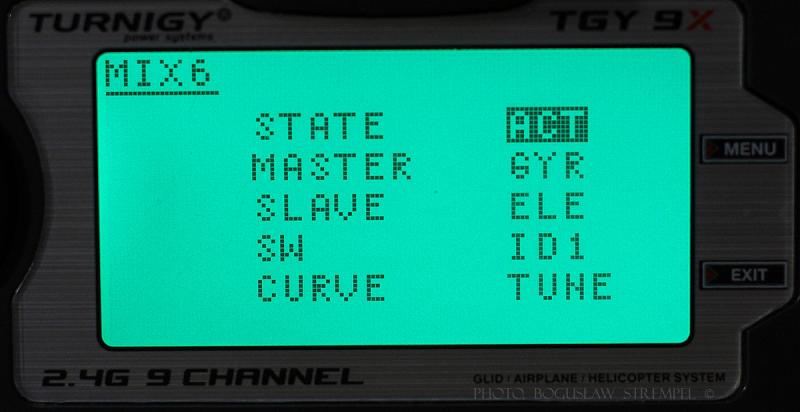 TURNIGY®
power systems
TGY 9X
MIX6
STATE ACT
MASTER GYR
SLAVE ELE
SW ID1
CURVE TUNE
MENU
EXIT
2.4G 9 CHANNEL
GLID / AIRPLANE / HELICOPTER SYSTEM
PHOTO BOGUSLAW STREMPEL ©